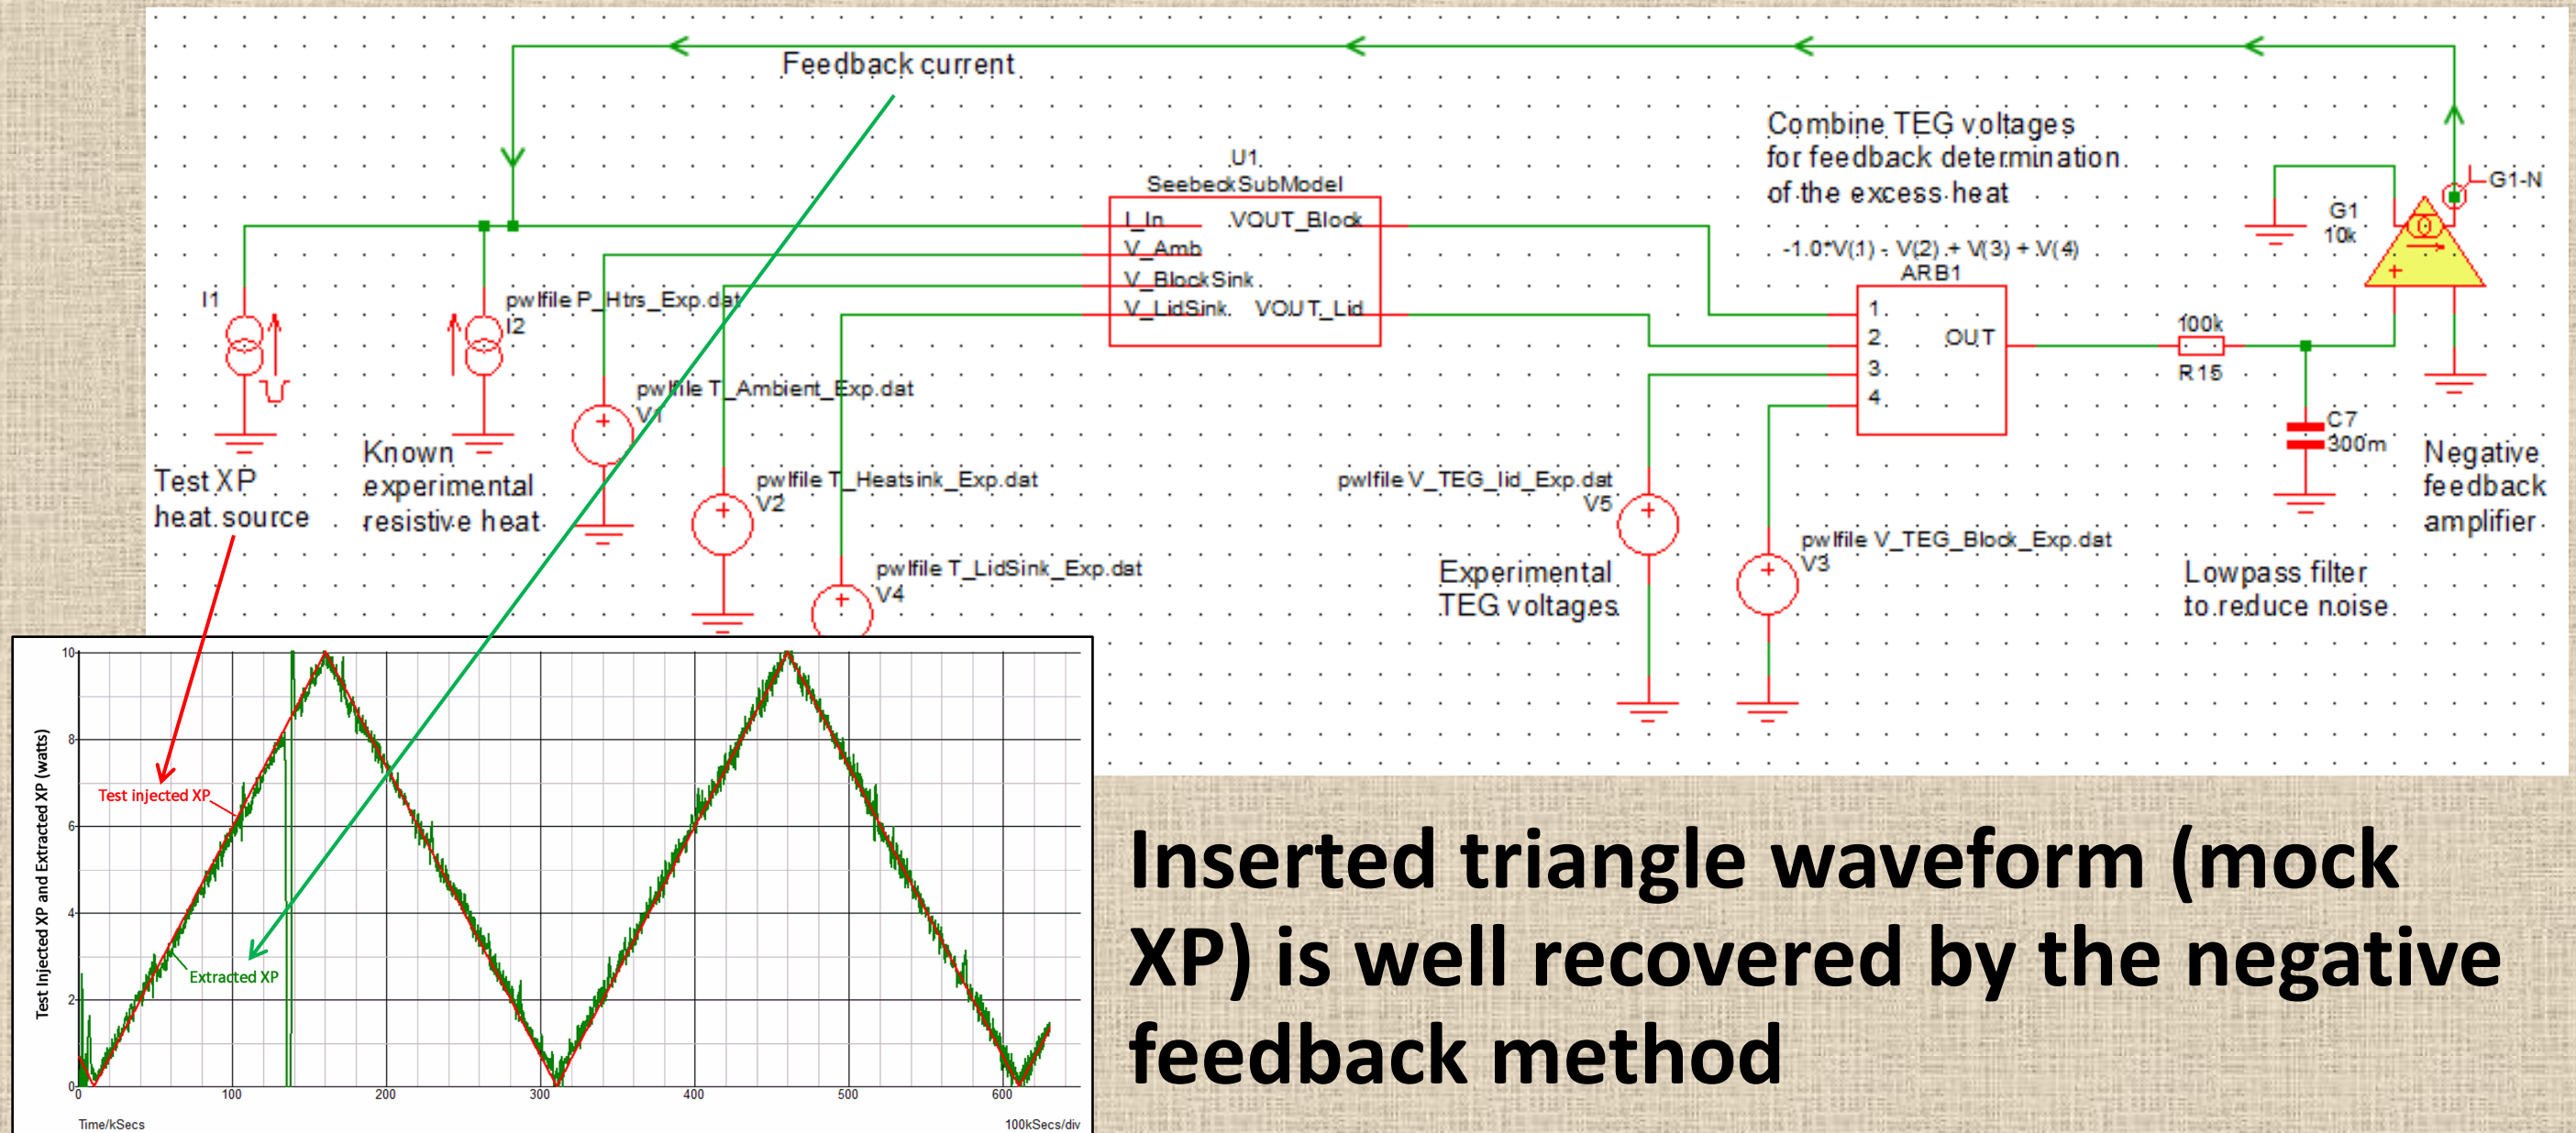 Feedback current
Combine TEG voltages
for feedback determination
of the excess heat
-1.0*V(1) - V(2) + V(3) + V(4)
ARB1
U1
SeebeckSubModel
I_In
VOUT_Block
V_Amb
V_BlockSink
V_LidSink
VOUT_Lid
G1-N
G1
10k
I1
pwlfile P_Htrs_Exp.dat
I2
1
2
3
4
OUT
100k
R15
C7
300m
pwlfile T_Ambient_Exp.dat
V1
Known
experimental
resistive heat
Test XP
heat source
pwlfile T_Heatsink_Exp.dat
V2
pwlfile T_LidSink_Exp.dat
V4
pwlfile V_TEG_lid_Exp.dat
V5
Experimental
TEG voltages
pwlfile V_TEG_Block_Exp.dat
V3
Negative
feedback
amplifier
Lowpass filter
to reduce noise
Test Injected XP and Extracted XP (watts)
10
8
6
4
2
0
Test injected XP
Extracted XP
0
100
200
300
400
500
600
Time/kSecs
100kSecs/div
Inserted triangle waveform (mock
XP) is well recovered by the negative
feedback method